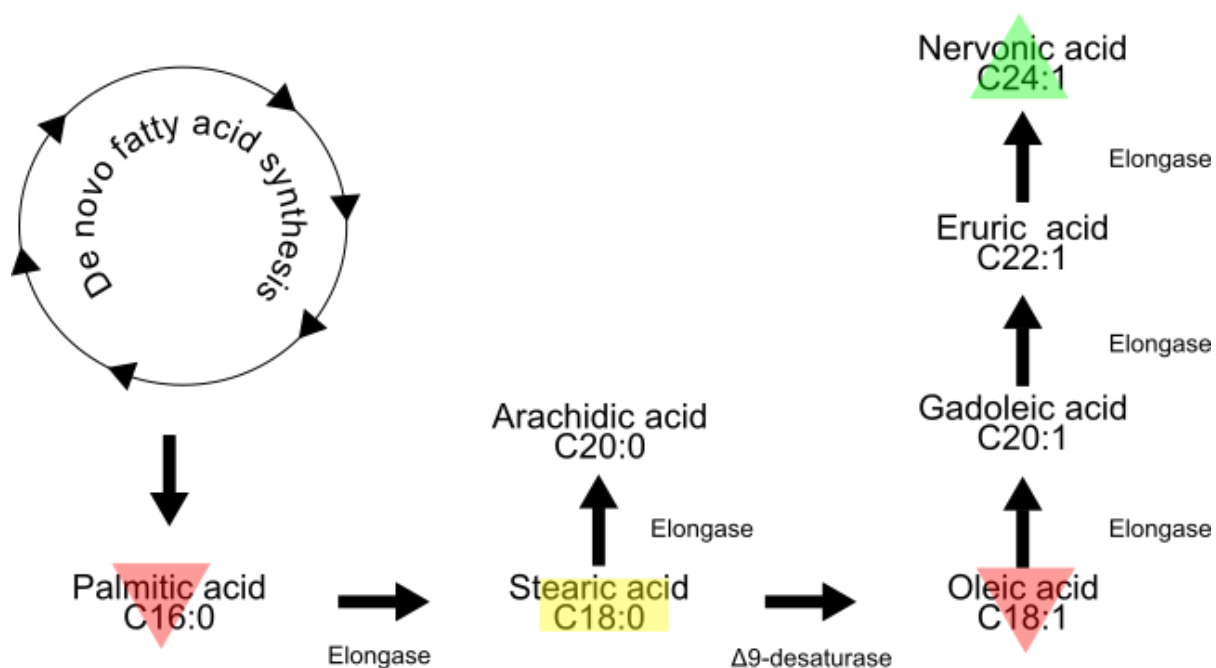 De novo fatty acid synthesis
Nervonic acid
C24:1
Elongase
Eruric acid
C22:1
Elongase
Arachidic acid
C20:0
Gadoleic acid
C20:1
Elongase
Elongase
Palmitic acid
C16:0
Stearic acid
C18:0
Oleic acid
C18:1
Elongase
Δ9-desaturase